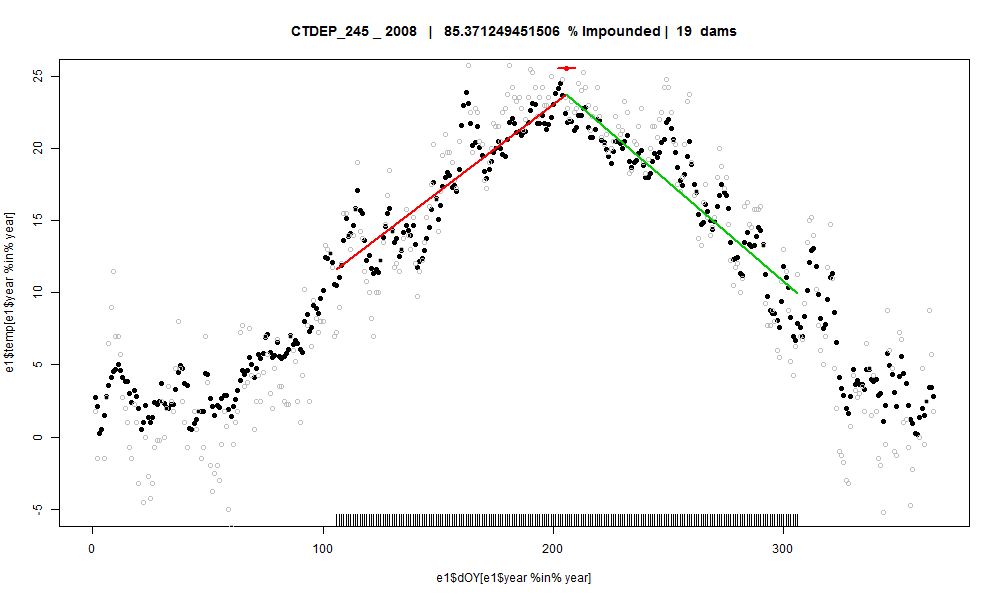 CTDEP_245 _ 2008 | 85.371249451506 % Impounded | 19 dams
e1$temp[e1$year %in% year]
25
20
15
10
5
0
-5
0 100 200 300
e1$dOY[e1$year %in% year]